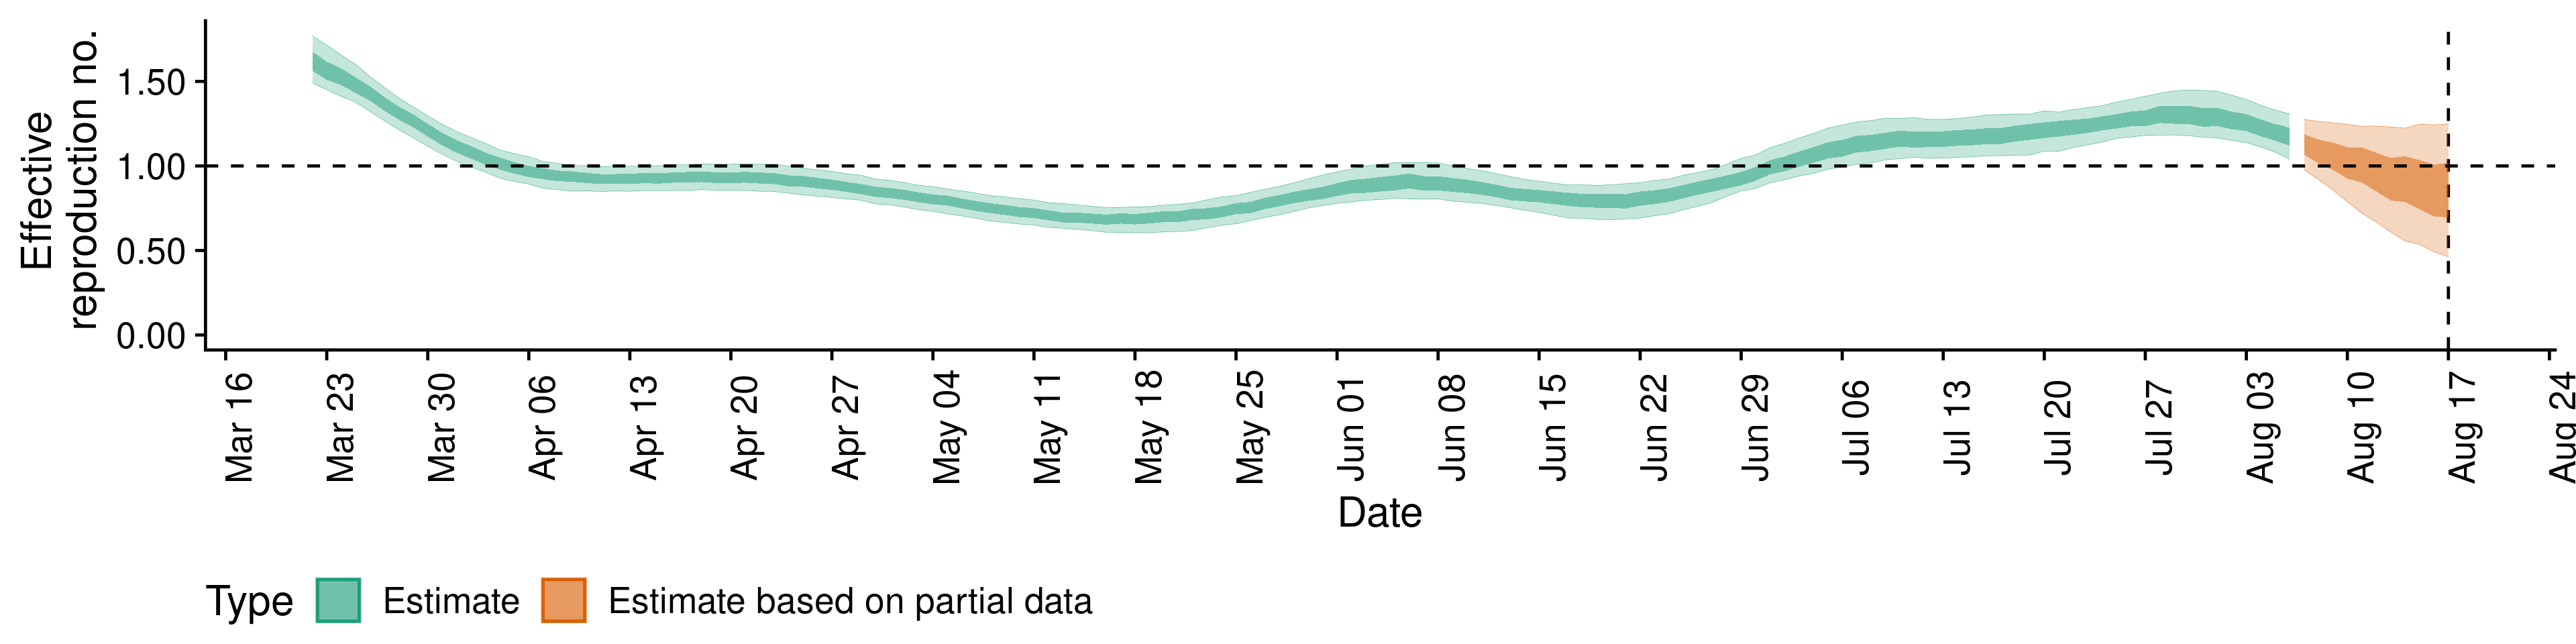 Effective
reproduction no.
1.50
1.00
0.50
0.00
Mar 16
Mar 23
Mar 30
Apr 06
Apr 13
Apr 20
Apr 27
May 04
May 11
May 18
May 25
Jun 01
Jun 08
Jun 15
Jun 22
Jun 29
Jul 06
Jul 13
Jul 20
Jul 27
Aug 03
Aug 10
Aug 17
Aug 24
Date
Type Estimate Estimate based on partial data